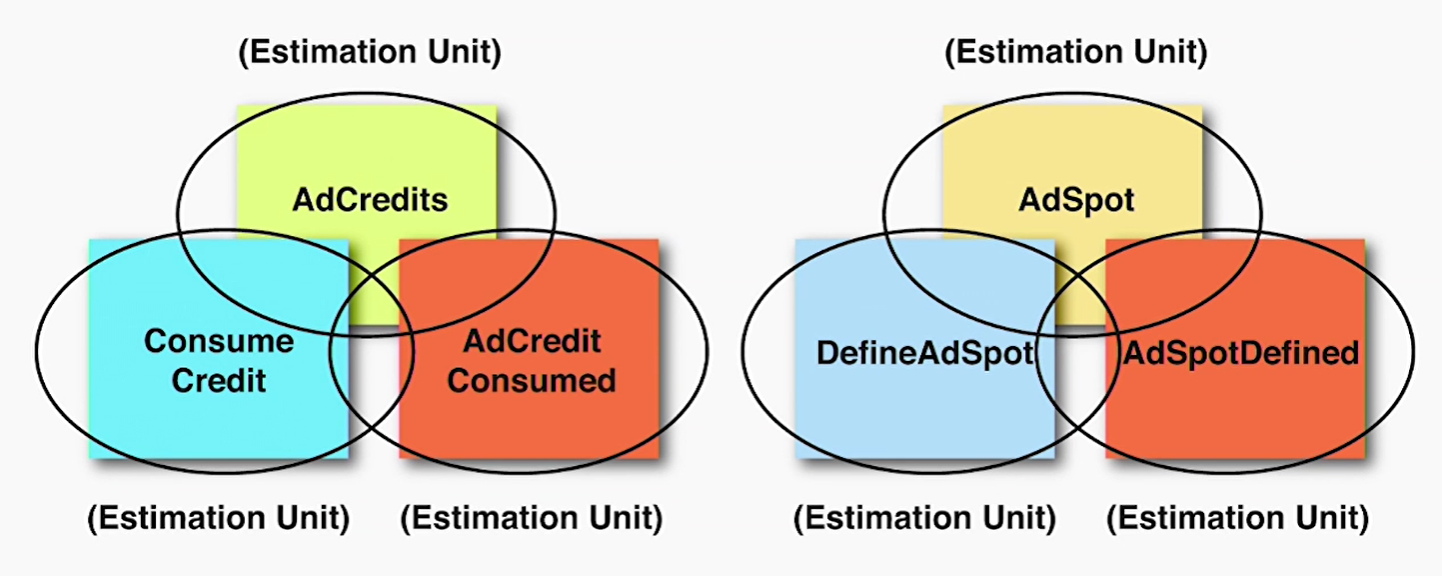 (Estimation Unit)
AdCredits
Consume
Credit
AdCredit
Consumed
(Estimation Unit)
(Estimation Unit)
(Estimation Unit)
AdSpot
DefineAdSpot
AdSpotDefined
(Estimation Unit)
(Estimation Unit)